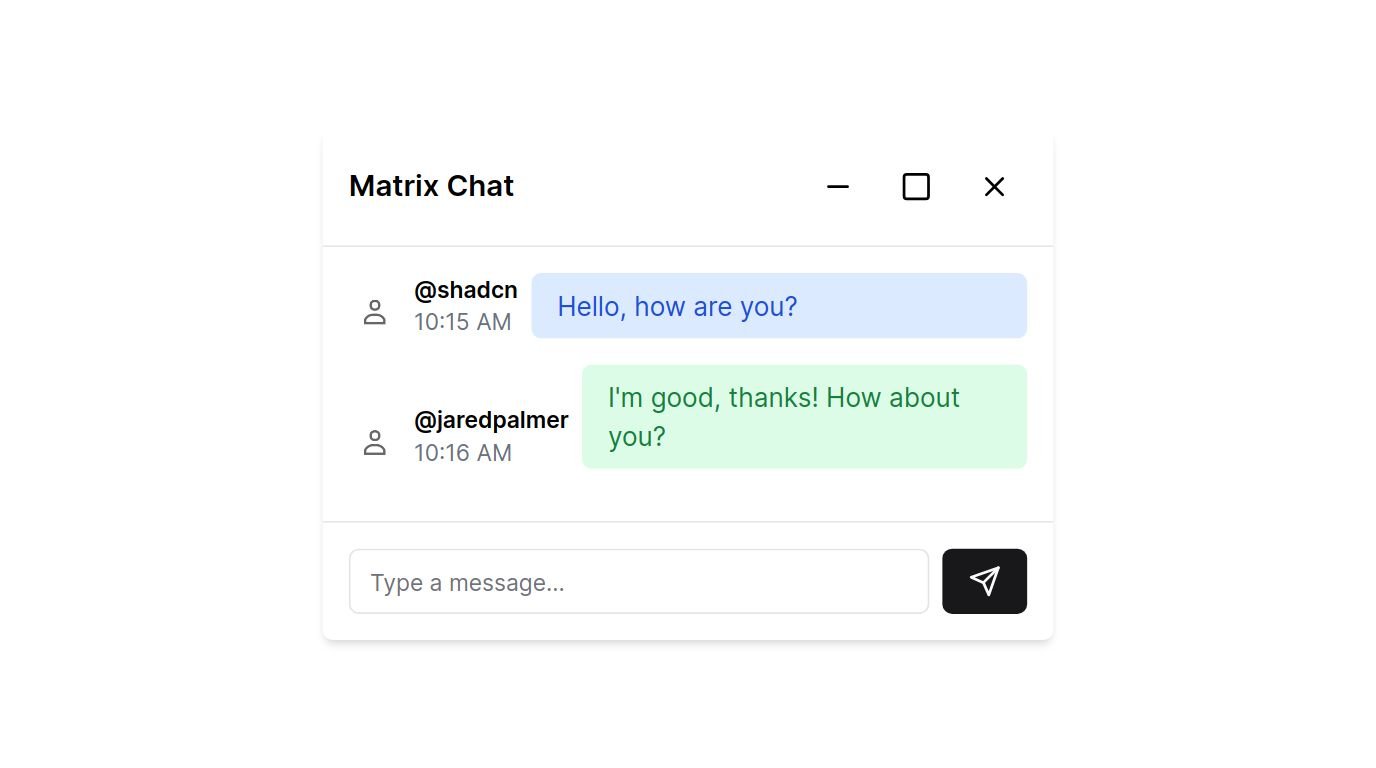 Matrix Chat
@shadcn
10:15 AM
Hello, how are you?
@jaredpalmer
10:16 AM
I'm good, thanks! How about
you?
Type a message...